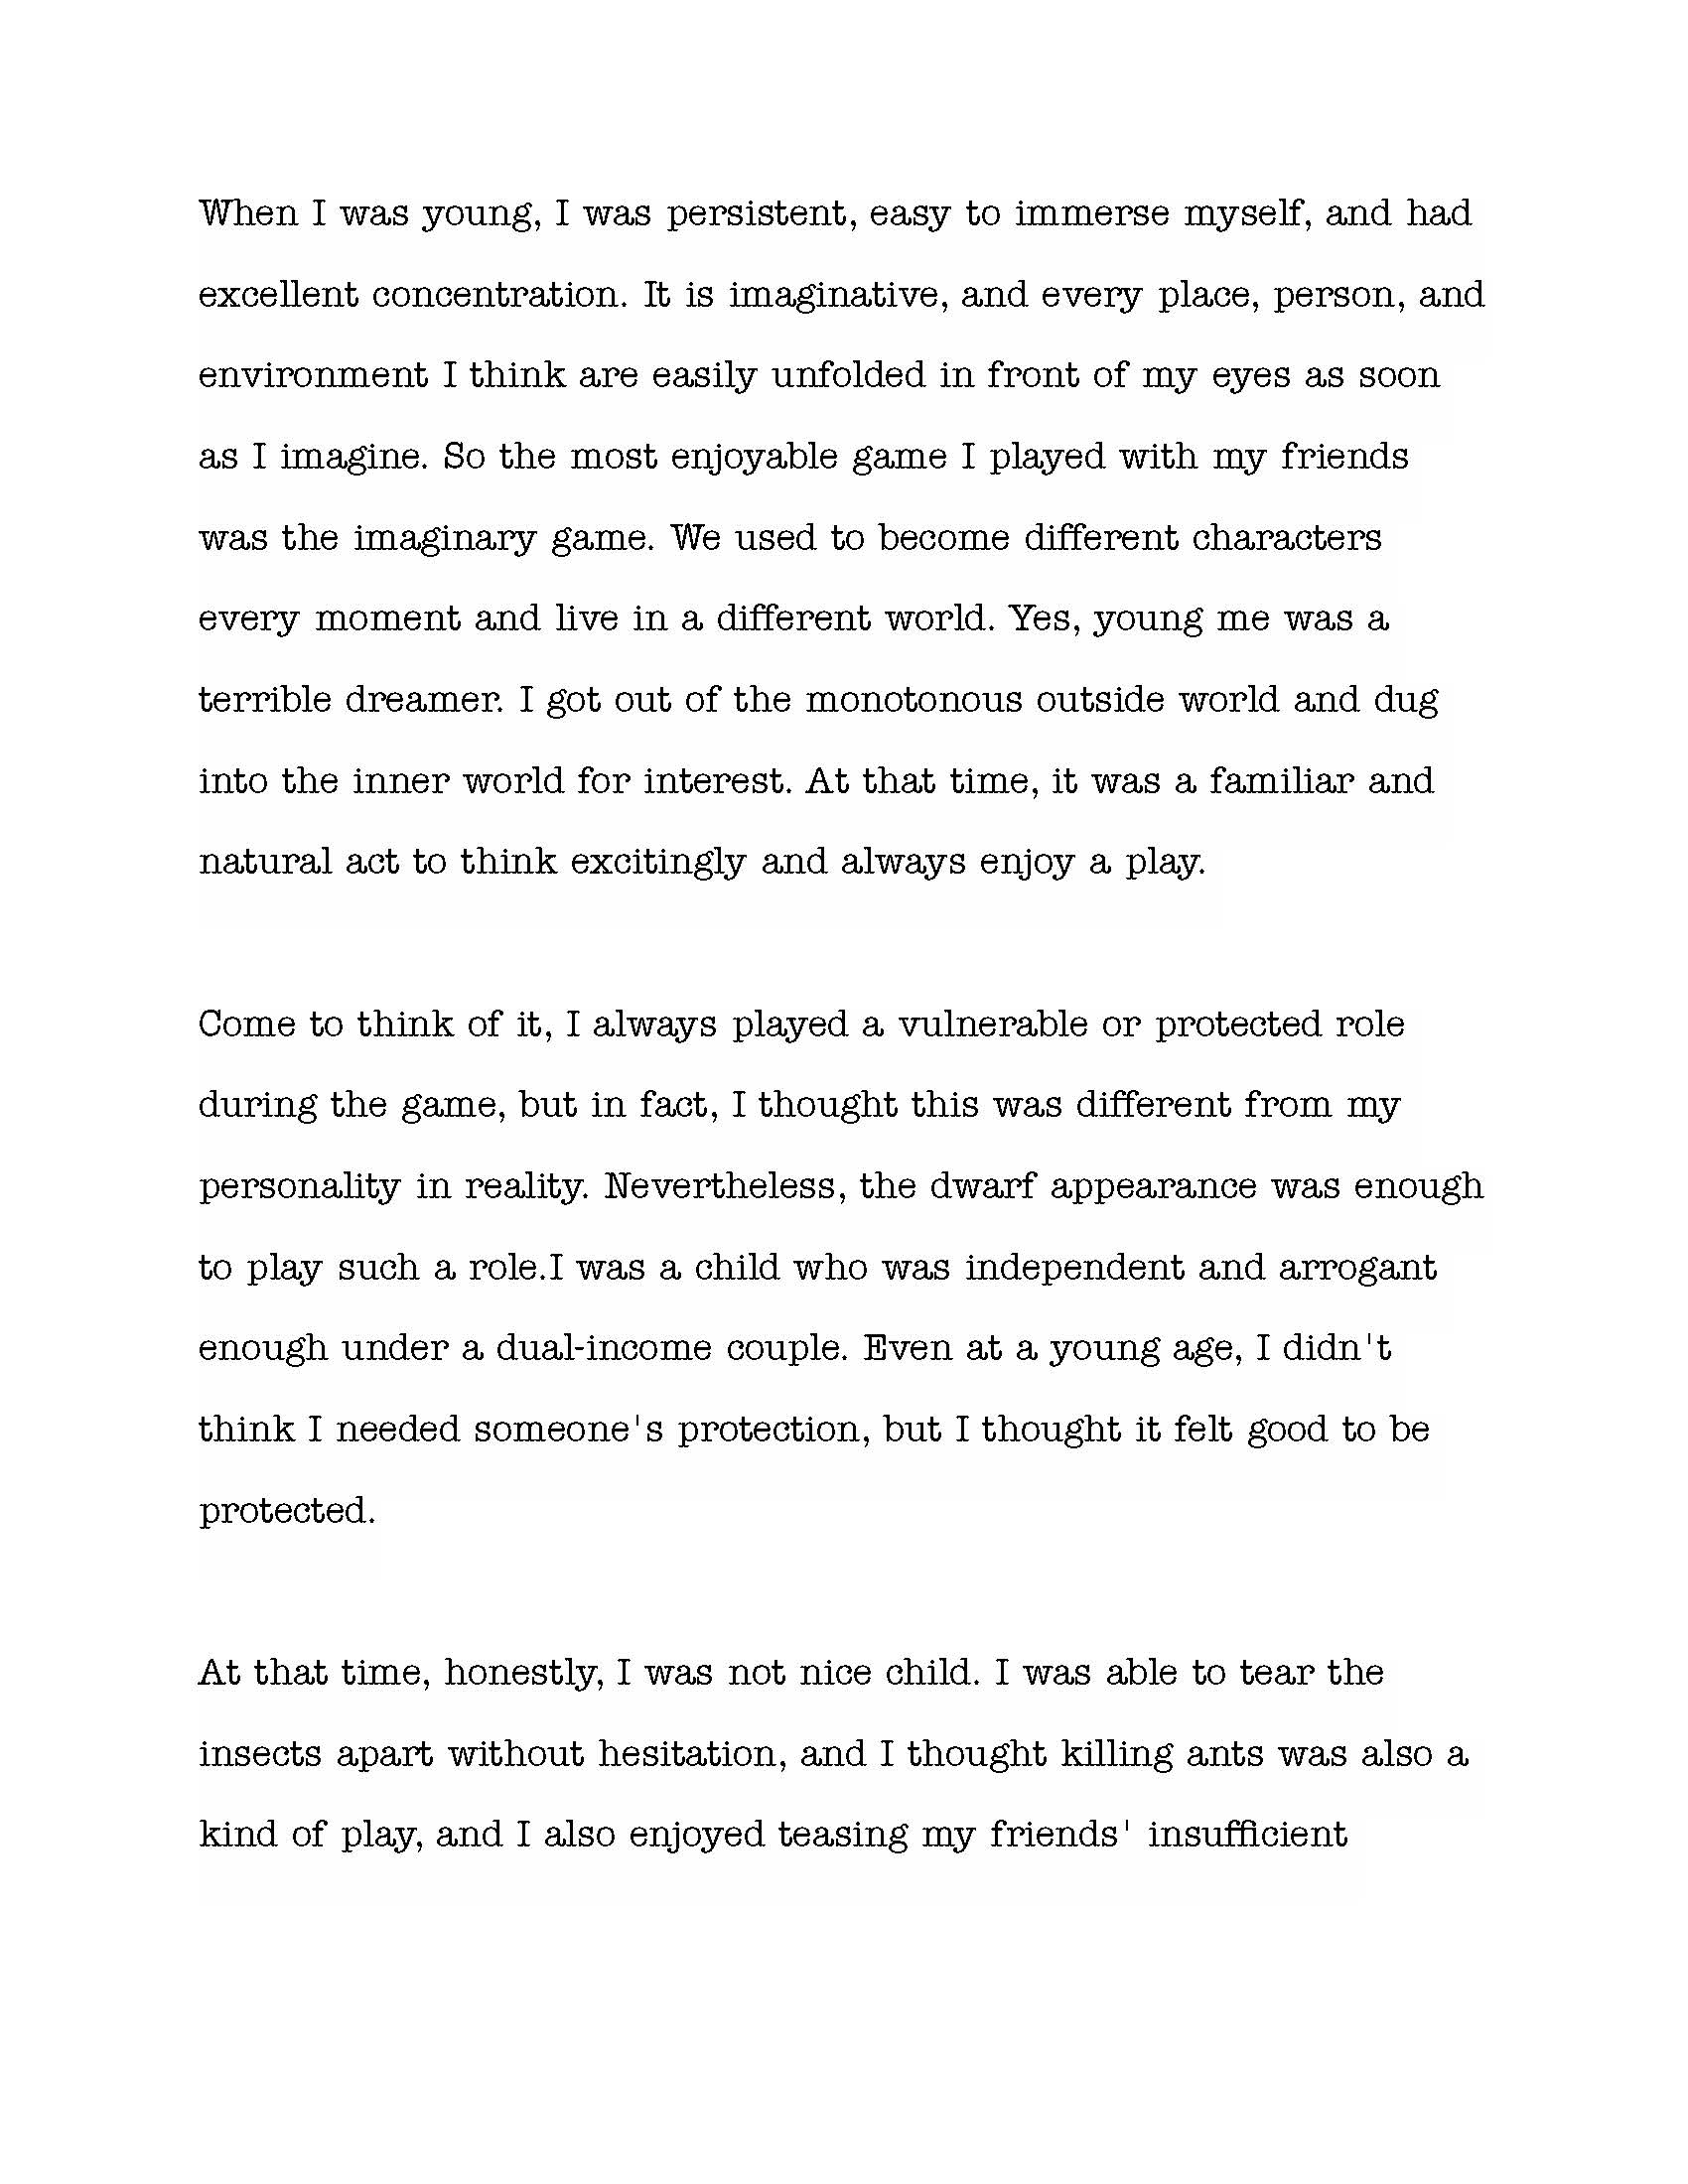 When I was young, I was persistent, easy to immerse myself, and had
excellent concentration. It is imaginative, and every place, person, and
environment I think are easily unfolded in front of my eyes as soon
as I imagine. So the most enjoyable game I played with my friends
was the imaginary game. We used to become different characters
every moment and live in a different world. Yes, young me was a
terrible dreamer. I got out of the monotonous outside world and dug
into the inner world for interest. At that time, it was a familiar and
natural act to think excitingly and always enjoy a play.
Come to think of it, I always played a vulnerable or protected role
during the game, but in fact, I thought this was different from my
personality in reality. Nevertheless, the dwarf appearance was enough
to play such a role.I was a child who was independent and arrogant
enough under a dual-income couple. Even at a young age, I didn't
think I needed someone's protection, but I thought it felt good to be
protected.
At that time, honestly, I was not nice child. I was able to tear the
insects apart without hesitation, and I thought killing ants was also a
kind of play, and I also enjoyed teasing my friends' insufficient